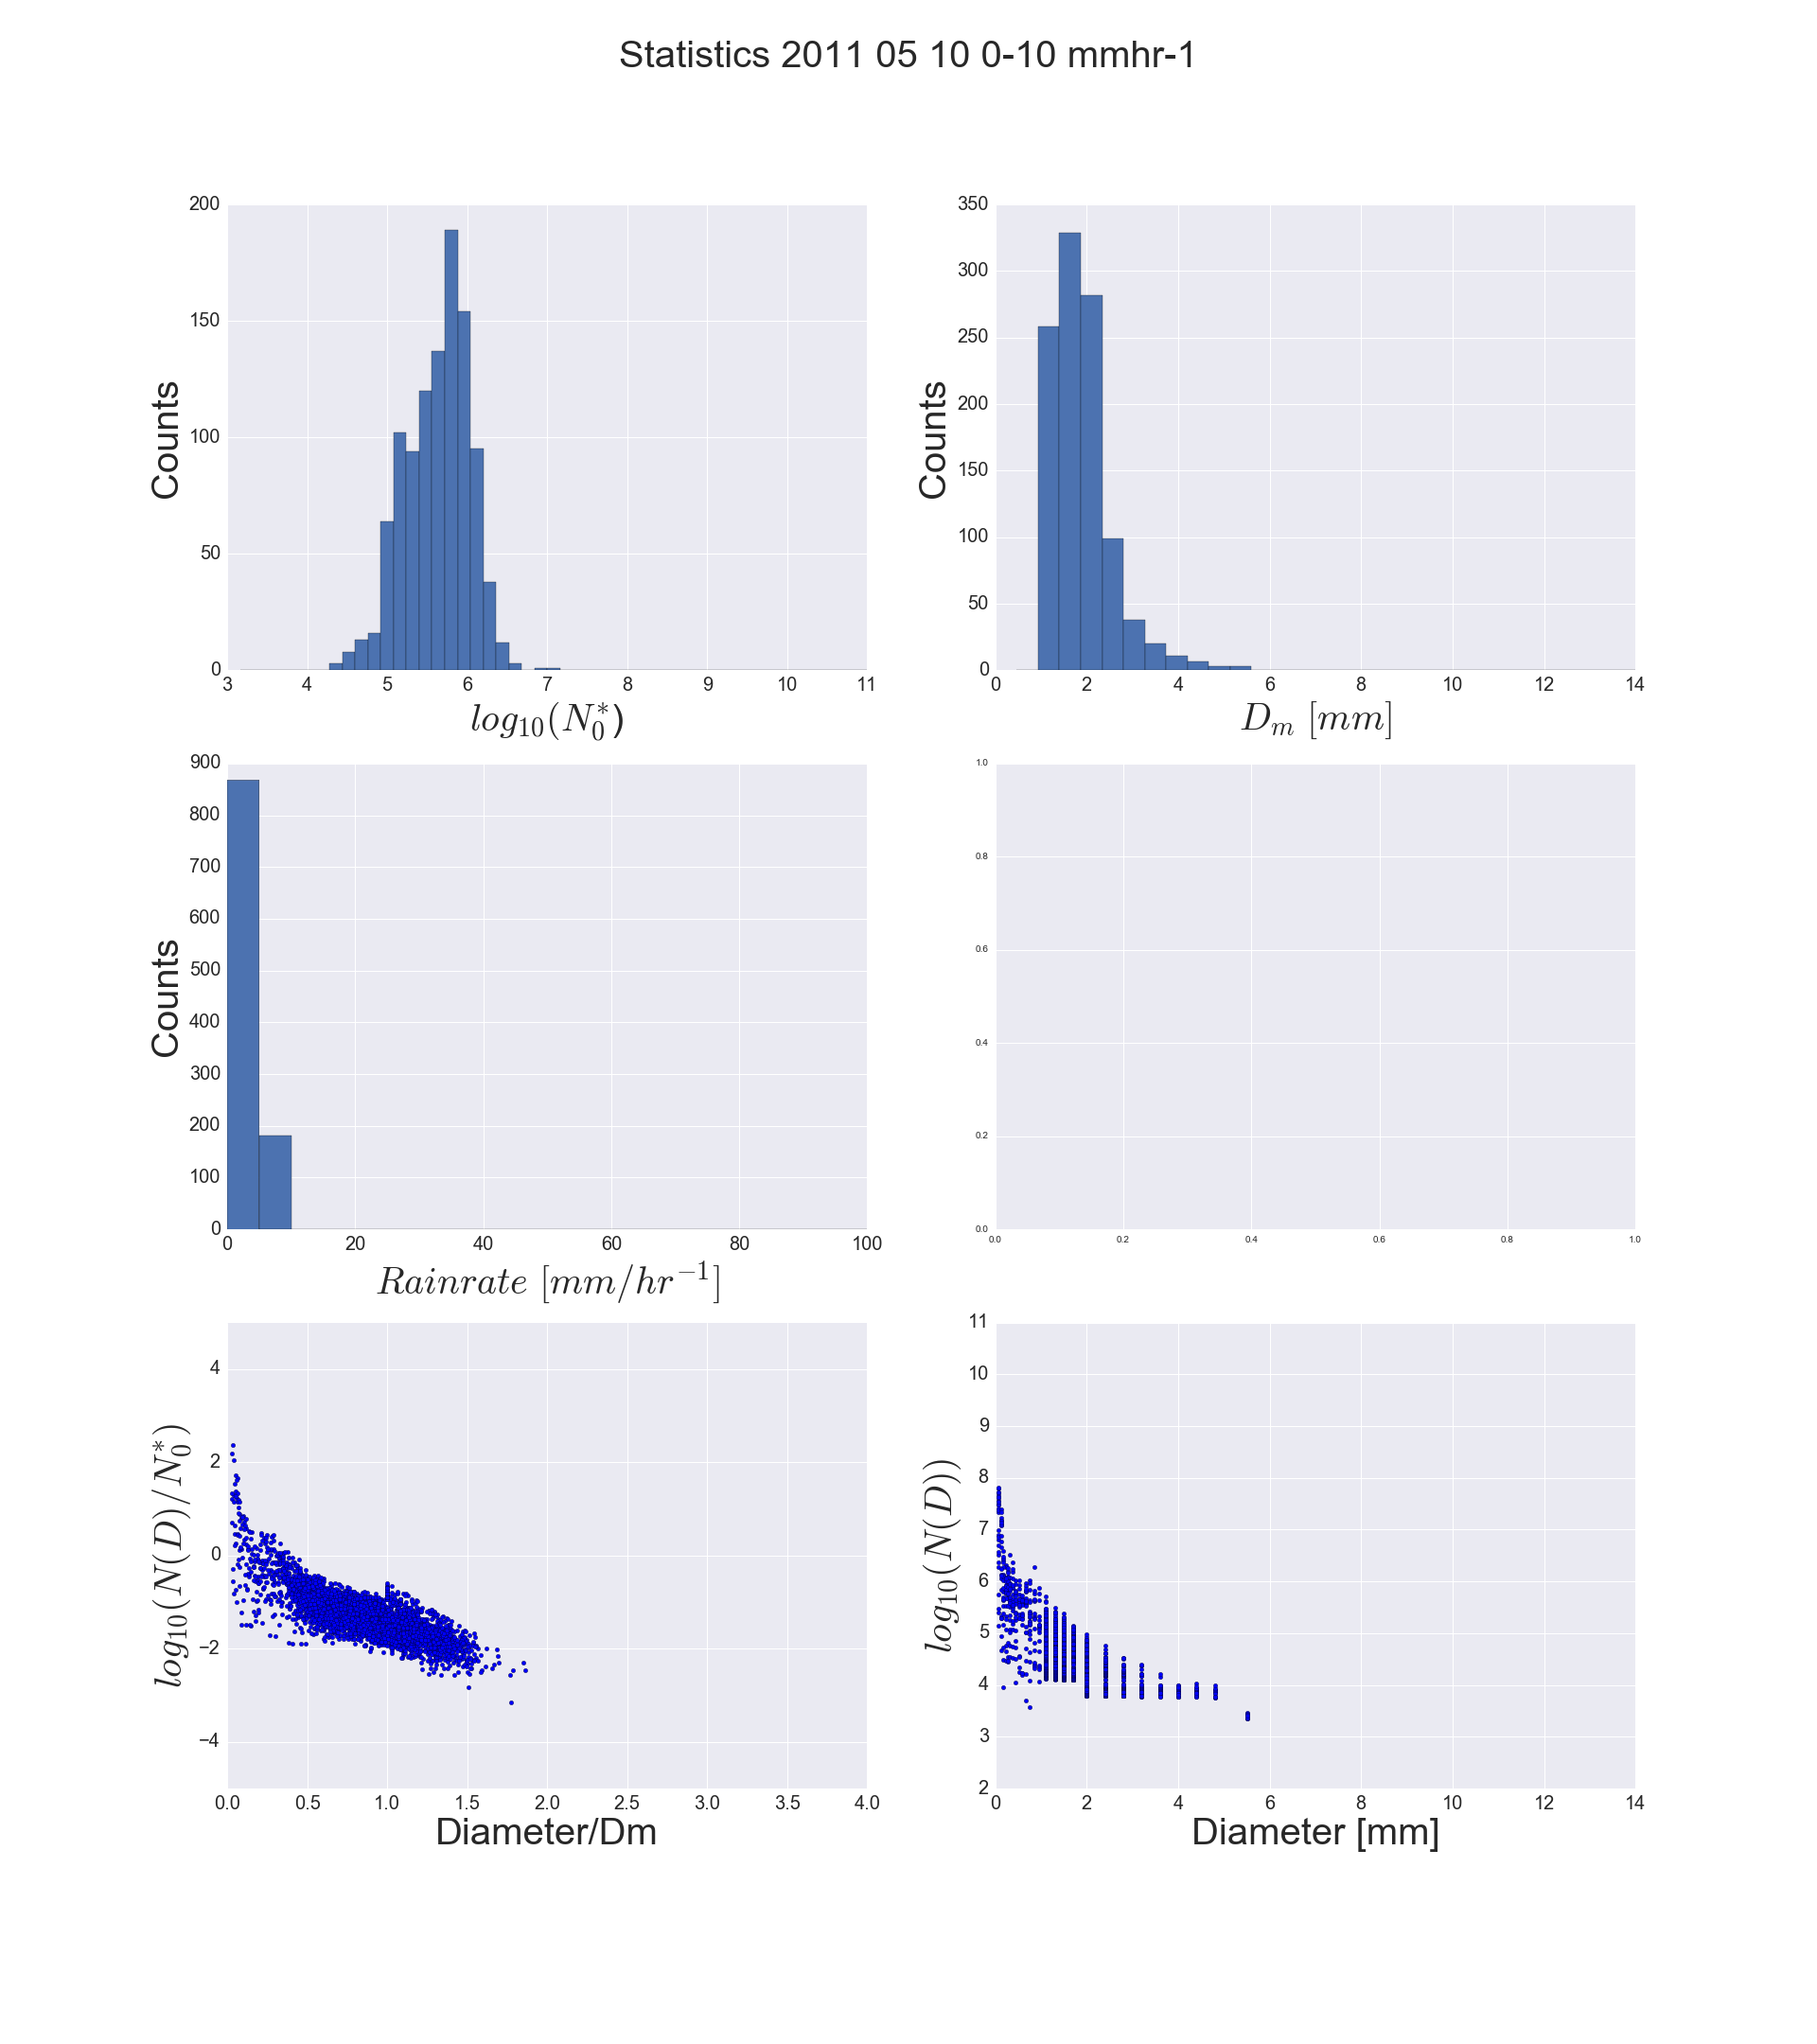 Statistics 2011 05 10 0-10 mmhr-1
200
150
100
50
0
Counts
3 4 5 6 7 8 9 10 11
log₁₀(N₀*)
350
300
250
200
150
100
50
0
Counts
0 2 4 6 8 10 12 14
Dₘ [mm]
900
800
700
600
500
400
300
200
100
0
Counts
0 20 40 60 80 100
Rainrate [mm/hr⁻¹]
1.0
0.8
0.6
0.4
0.2
0.0
0.0 0.2 0.4 0.6 0.8 1.0
4
2
0
−2
−4
log₁₀(N(D)/N₀*)
0.0 0.5 1.0 1.5 2.0 2.5 3.0 3.5 4.0
Diameter/Dm
11
10
9
8
7
6
5
4
3
2
log₁₀(N(D))
0 2 4 6 8 10 12 14
Diameter [mm]